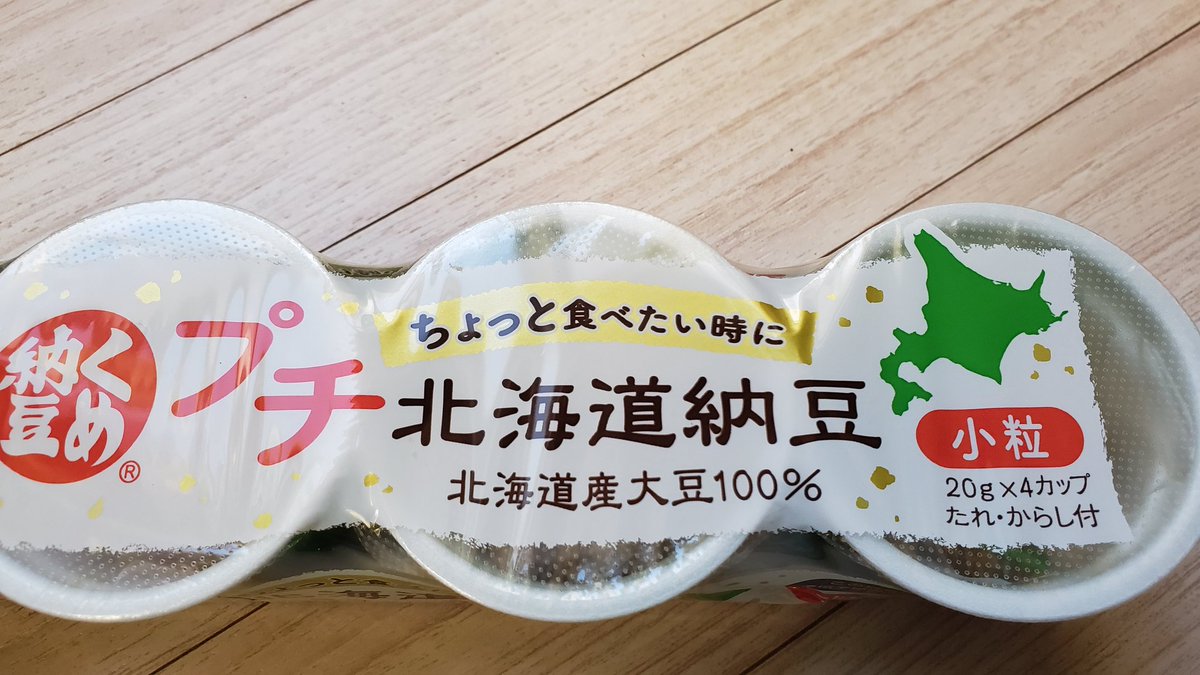 くめ
納豆
®
プチ
ちょっと食べたい時に
北海道納豆
北海道産大豆100%
小粒
20g×4カップ
たれ・からし付